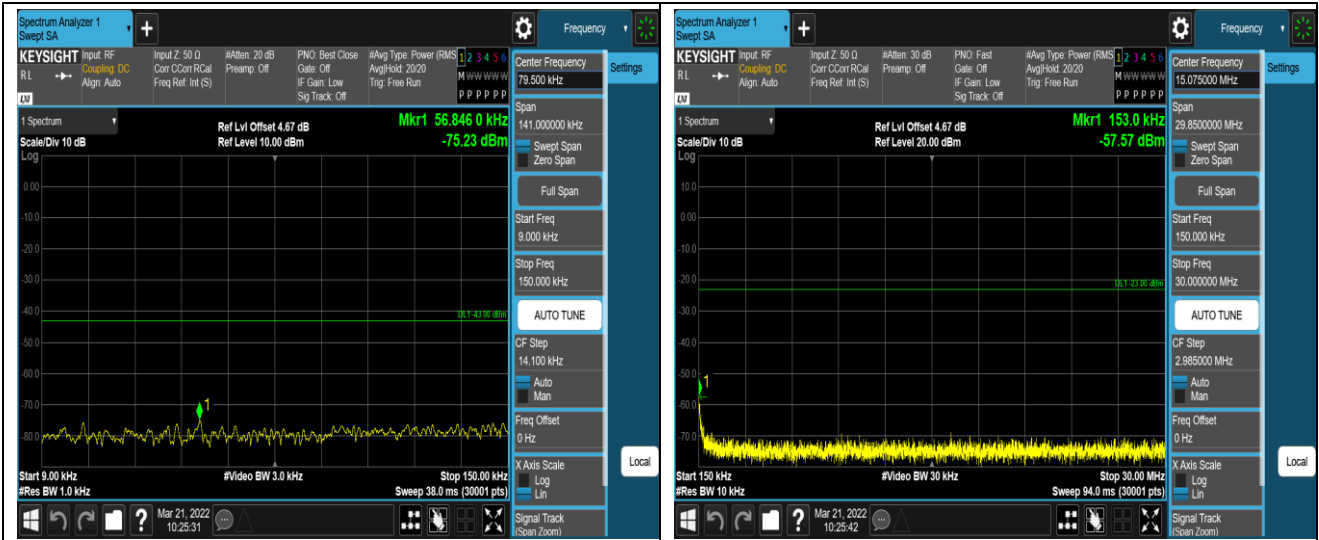 Spectrum Analyzer 1
Swept SA
+
Frequency
KEYSIGHT Input: RF Input Z: 50 Ω #Atten: 20 dB PNO: Best Close #Avg Type: Power (RMS 1 2 3 4 5 6
R L Coupling: DC Corr CCorr RCal Preamp: Off Gate: Off Avg|Hold: 20/20 M W W W W W
Align: Auto Freq Ref: Int (S) IF Gain: Low Trig: Free Run
Sig Track: Off P P P P P P
LXI
1 Spectrum
Scale/Div 10 dB
Log
Ref Lvl Offset 4.67 dB
Ref Level 10.00 dBm
Mkr1 56.846 0 kHz
-75.23 dBm
0.00
-10.0
-20.0
-30.0
-40.0
DL1 -43.00 dBm
-50.0
-60.0
-70.0
1
-80.0
Start 9.00 kHz #Video BW 3.0 kHz Stop 150.00 kHz
#Res BW 1.0 kHz Sweep 38.0 ms (30001 pts)
Mar 21, 2022
10:25:31
?
Center Frequency
79.500 kHz
Settings
Span
141.000000 kHz
Swept Span
Zero Span
Full Span
Start Freq
9.000 kHz
Stop Freq
150.000 kHz
AUTO TUNE
CF Step
14.100 kHz
Auto
Man
Freq Offset
0 Hz
X Axis Scale
Log
Lin
Local
Signal Track
(Span Zoom)
Spectrum Analyzer 1
Swept SA
+
Frequency
KEYSIGHT Input: RF Input Z: 50 Ω #Atten: 30 dB PNO: Fast #Avg Type: Power (RMS 1 2 3 4 5 6
R L Coupling: DC Corr CCorr RCal Preamp: Off Gate: Off Avg|Hold: 20/20 M W W W W W
Align: Auto Freq Ref: Int (S) IF Gain: Low Trig: Free Run
Sig Track: Off P P P P P P
LXI
1 Spectrum
Scale/Div 10 dB
Log
Ref Lvl Offset 4.67 dB
Ref Level 20.00 dBm
Mkr1 153.0 kHz
-57.57 dBm
10.0
0.00
-10.0
-20.0
DL1 -23.00 dBm
-30.0
-40.0
-50.0
1
-60.0
-70.0
Start 150 kHz #Video BW 30 kHz Stop 30.00 MHz
#Res BW 10 kHz Sweep 94.0 ms (30001 pts)
Mar 21, 2022
10:25:42
?
Center Frequency
15.075000 MHz
Settings
Span
29.8500000 MHz
Swept Span
Zero Span
Full Span
Start Freq
150.000 kHz
Stop Freq
30.000000 MHz
AUTO TUNE
CF Step
2.985000 MHz
Auto
Man
Freq Offset
0 Hz
X Axis Scale
Log
Lin
Local
Signal Track
(Span Zoom)